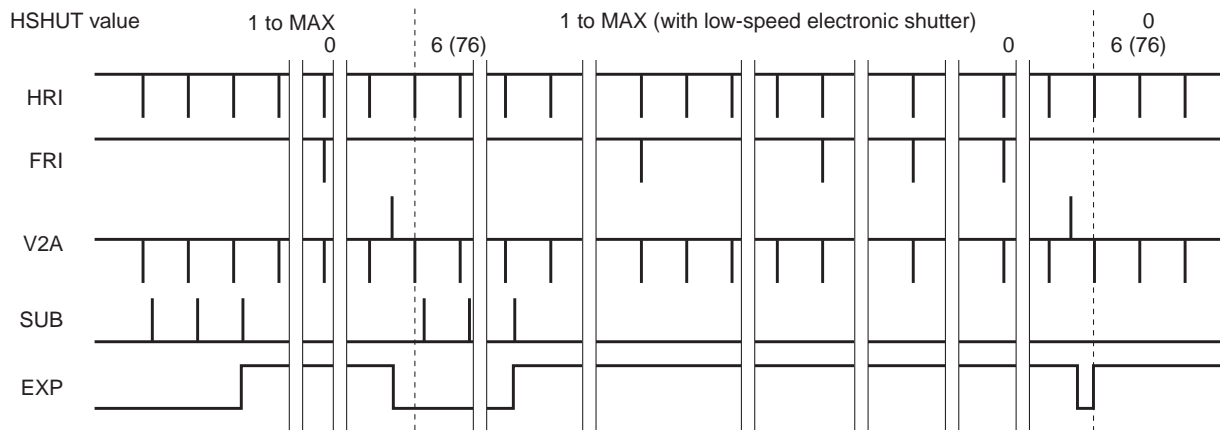 HSHUT value 1 to MAX 1 to MAX (with low-speed electronic shutter) 0
0 6 (76) 0 6 (76)
HRI
FRI
V2A
SUB
EXP